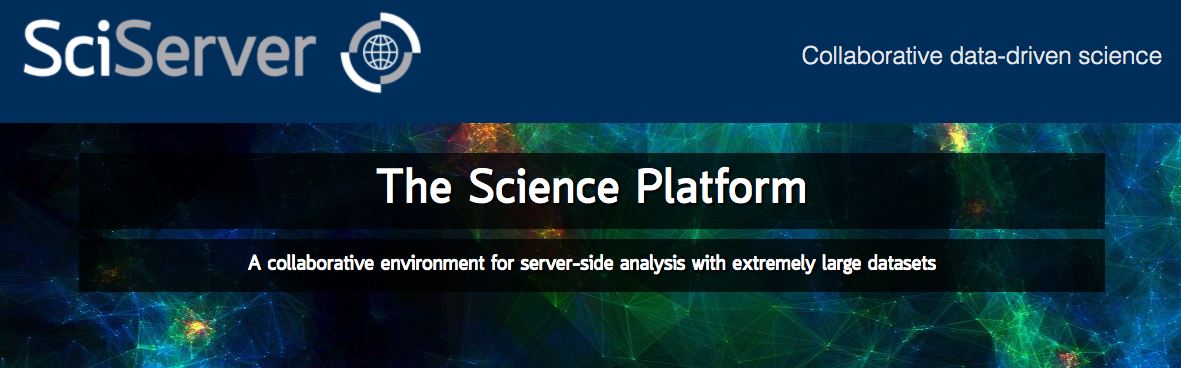 SciServer
Collaborative data-driven science
The Science Platform
A collaborative environment for server-side analysis with extremely large datasets